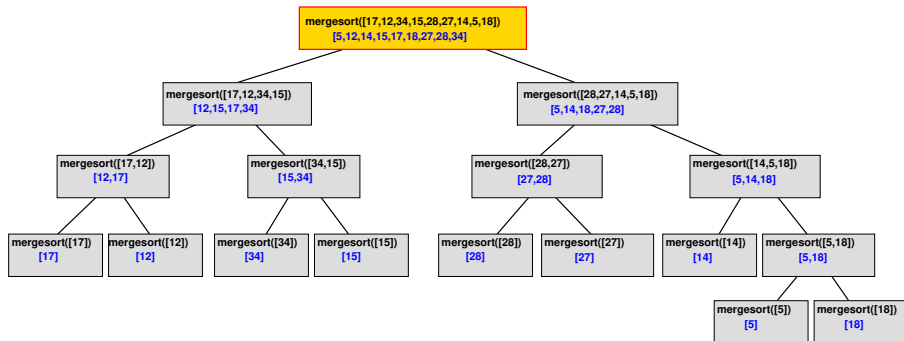 mergesort([17,12,34,15,28,27,14,5,18])
[5,12,14,15,17,18,27,28,34]
mergesort([17,12,34,15])
[12,15,17,34]
mergesort([28,27,14,5,18])
[5,14,18,27,28]
mergesort([17,12])
[12,17]
mergesort([34,15])
[15,34]
mergesort([28,27])
[27,28]
mergesort([14,5,18])
[5,14,18]
mergesort([17])
[17]
mergesort([12])
[12]
mergesort([34])
[34]
mergesort([15])
[15]
mergesort([28])
[28]
mergesort([27])
[27]
mergesort([14])
[14]
mergesort([5,18])
[5,18]
mergesort([5])
[5]
mergesort([18])
[18]